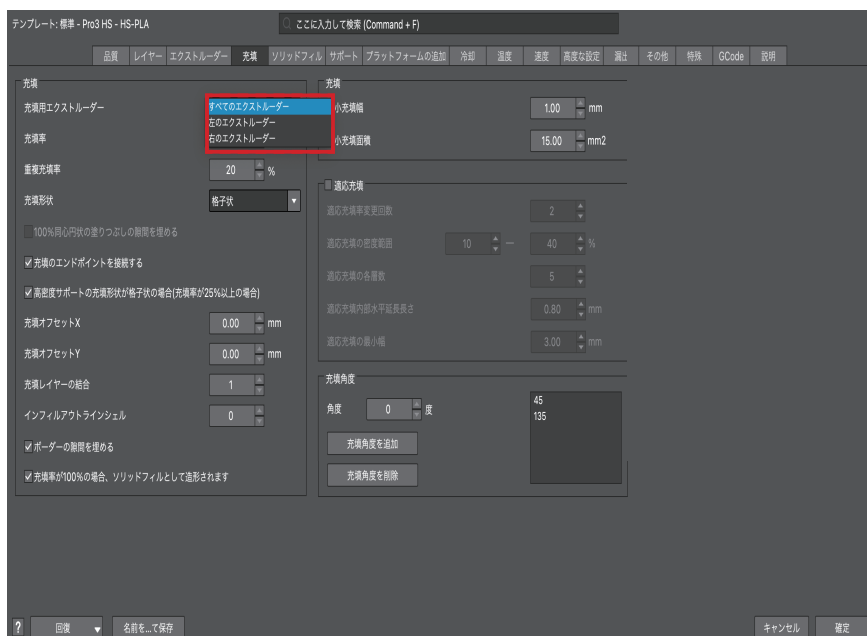 テンプレート: 標準 - Pro3 HS - HS-PLA
ここに入力して検索 (Command + F)
品質 レイヤー エクストルーダー 充填 ソリッドフィル サポート プラットフォームの追加 冷却 温度 速度 高度な設定 漏出 その他 特殊 GCode 説明
充填
充填用エクストルーダー
すべてのエクストルーダー
左のエクストルーダー
右のエクストルーダー
充填率
重複充填率 20 %
充填形状 格子状
100%同心円状の塗りつぶしの隙間を埋める
充填のエンドポイントを接続する
高密度サポートの充填形状が格子状の場合(充填率が25%以上の場合)
充填オフセットX 0.00 mm
充填オフセットY 0.00 mm
充填レイヤーの結合 1
インフィルアウトラインシェル 0
ボーダーの隙間を埋める
充填率が100%の場合、ソリッドフィルとして造形されます
充填
小充填幅 1.00 mm
小充填面積 15.00 mm2
適応充填
適応充填率変更回数 2
適応充填の密度範囲 10 — 40 %
適応充填の各層数 5
適応充填内部水平延長長さ 0.80 mm
適応充填の最小幅 3.00 mm
充填角度
角度 0 度
充填角度を追加
充填角度を削除
45
135
? 回復 名前を...て保存 キャンセル 確定